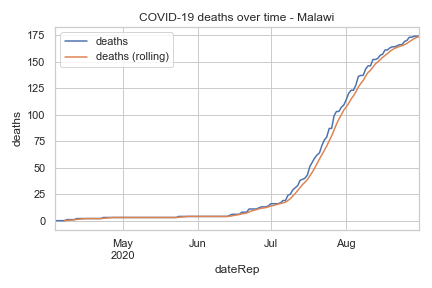 COVID-19 deaths over time - Malawi
deaths
deaths (rolling)
175
150
125
100
75
50
25
0
deaths
May Jun Jul Aug
2020
dateRep